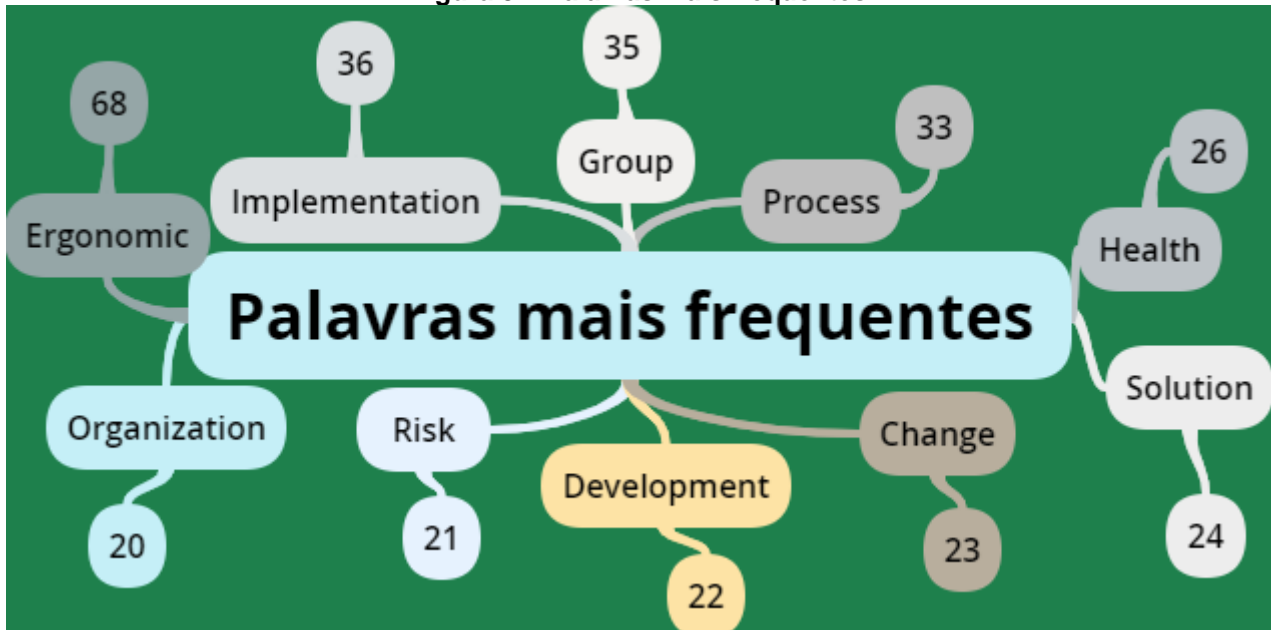 68
Ergonomic
36
Implementation
35
Group
33
Process
26
Health
Palavras mais frequentes
Organization
20
Risk
21
Development
22
Change
23
Solution
24